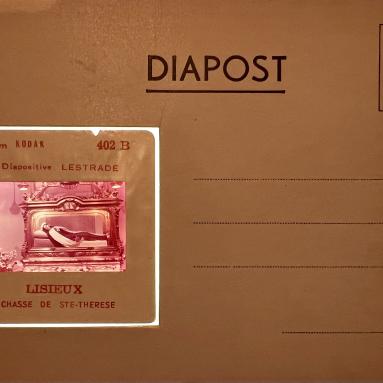 DIAPOST
m KODAK 402 B
Diapositive LESTRADE
LISIEUX
CHASSE DE STE-THERESE